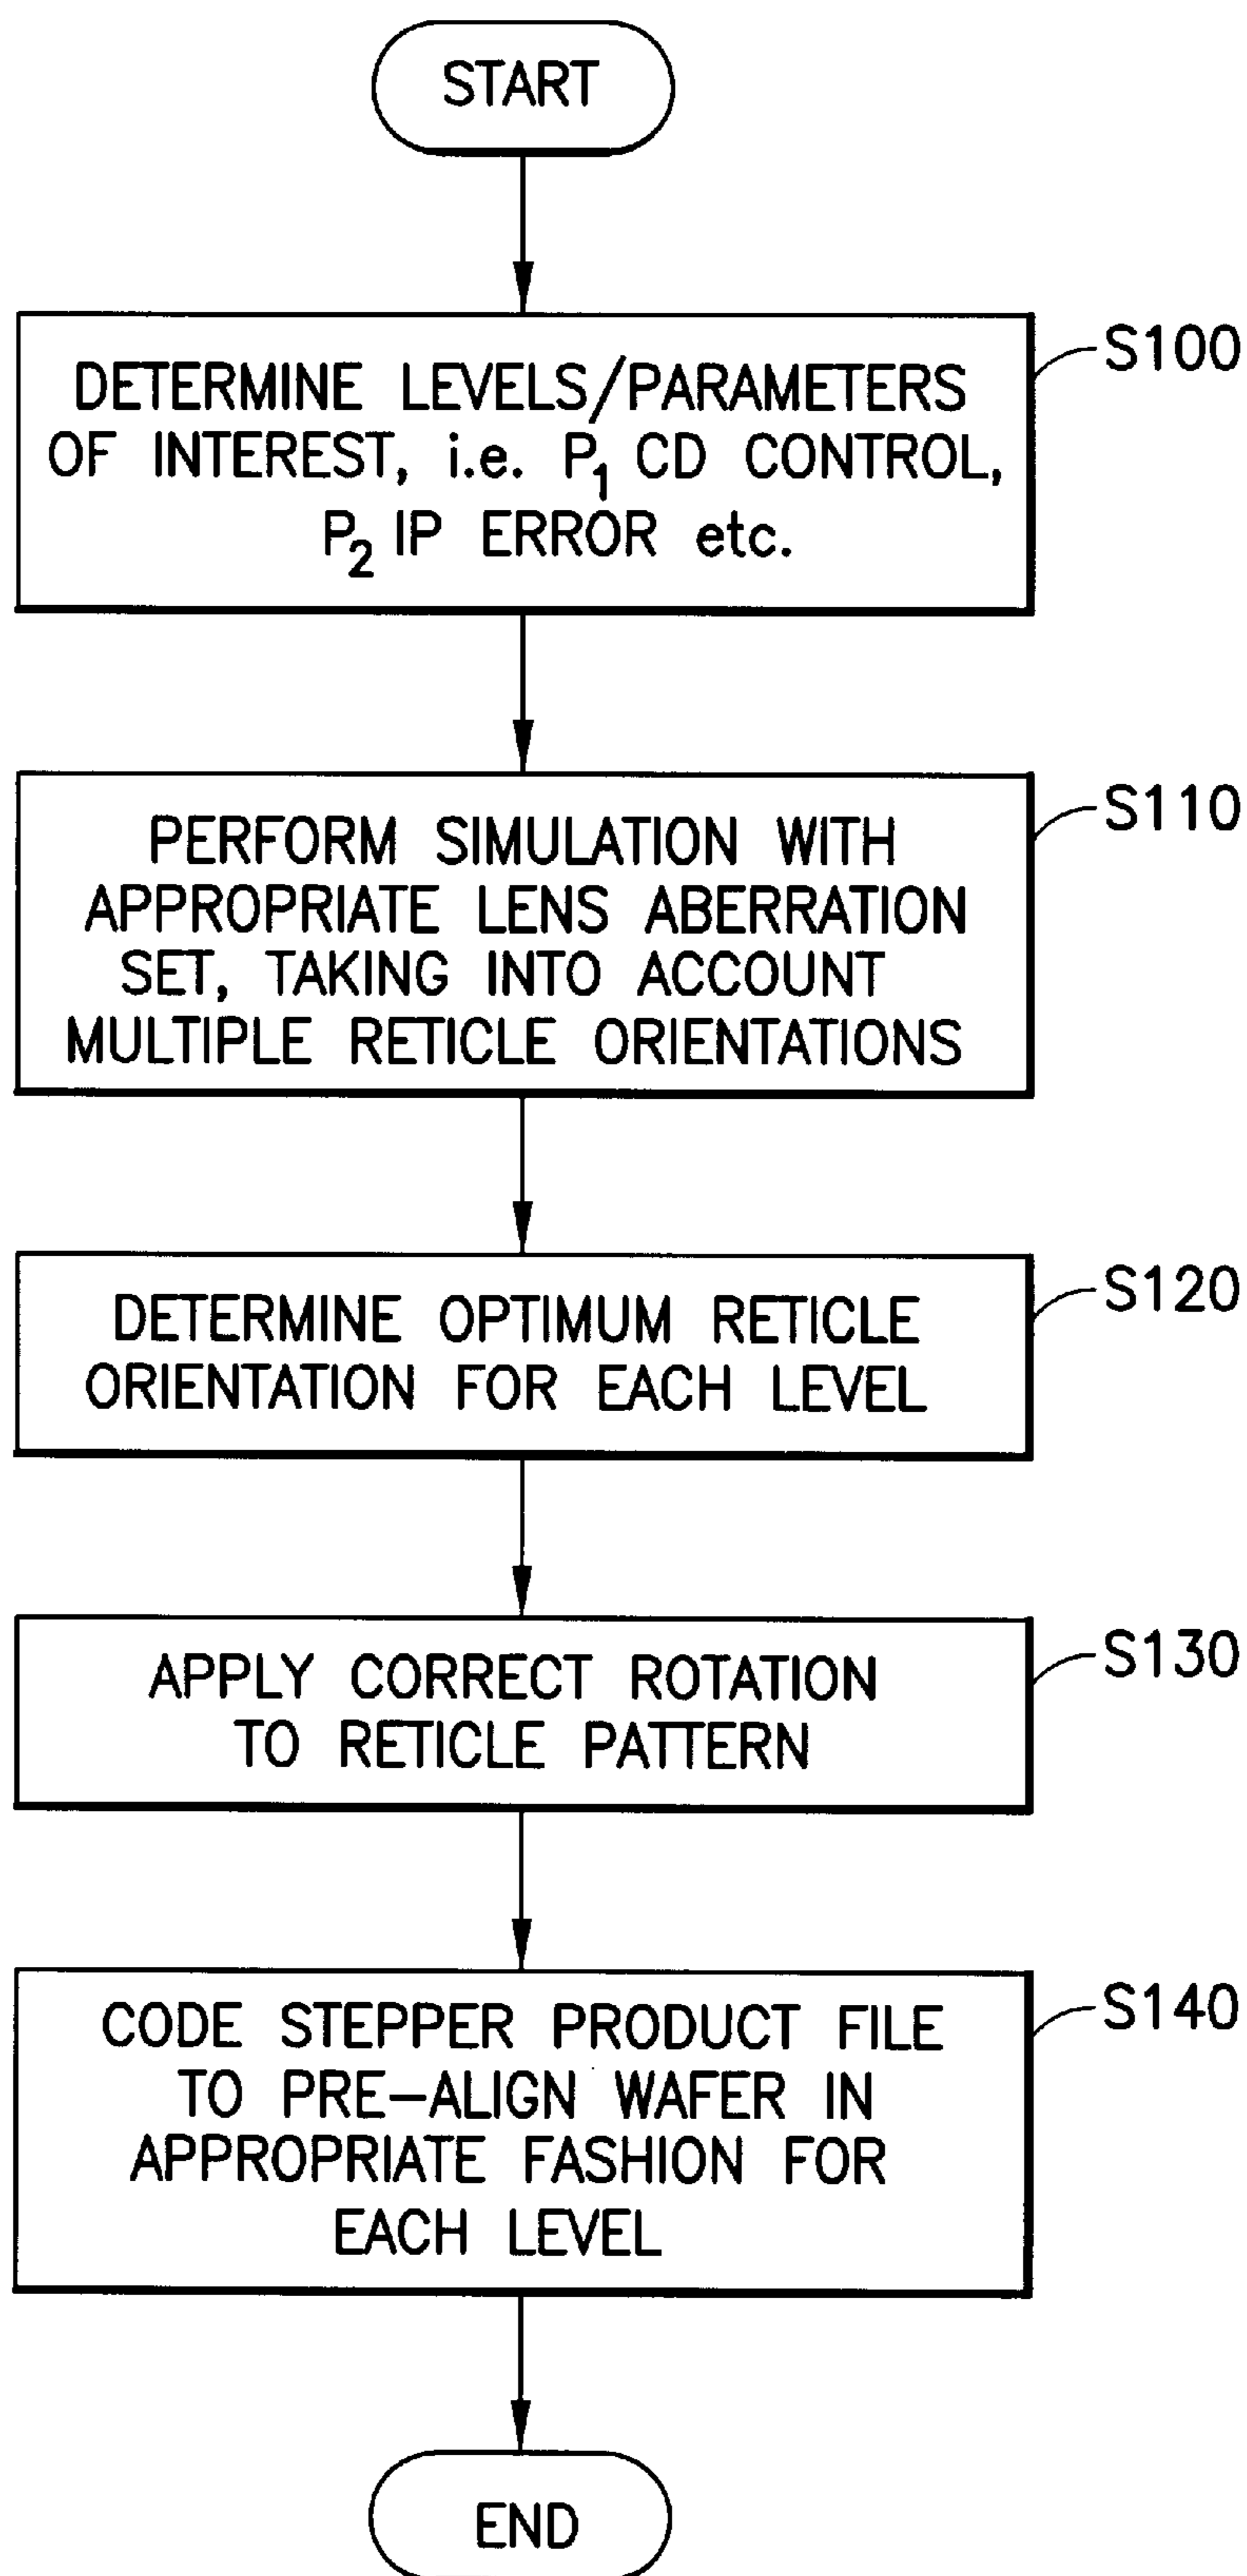 START
DETERMINE LEVELS/PARAMETERS
OF INTEREST, i.e. P₁ CD CONTROL,
P₂ IP ERROR etc.
S100
PERFORM SIMULATION WITH
APPROPRIATE LENS ABERRATION
SET, TAKING INTO ACCOUNT
MULTIPLE RETICLE ORIENTATIONS
S110
DETERMINE OPTIMUM RETICLE
ORIENTATION FOR EACH LEVEL
S120
APPLY CORRECT ROTATION
TO RETICLE PATTERN
S130
CODE STEPPER PRODUCT FILE
TO PRE-ALIGN WAFER IN
APPROPRIATE FASHION FOR
EACH LEVEL
S140
END